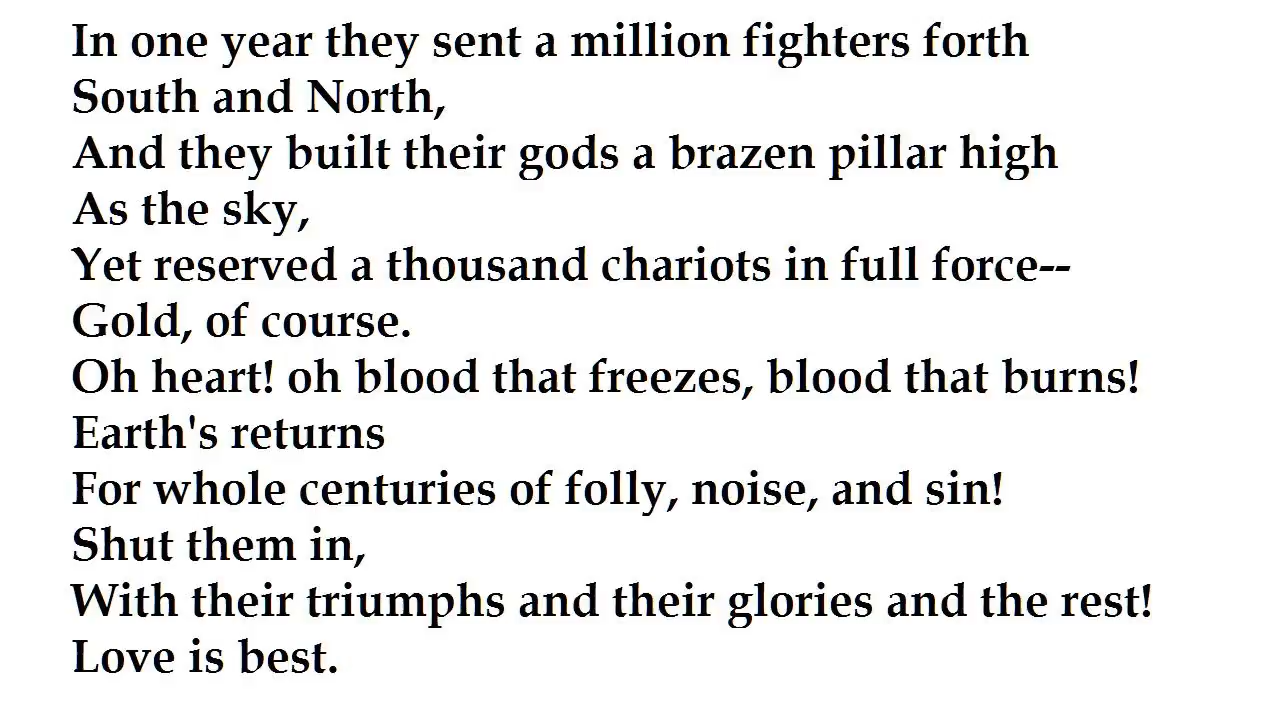 In one year they sent a million fighters forth
South and North,
And they built their gods a brazen pillar high
As the sky,
Yet reserved a thousand chariots in full force--
Gold, of course.
Oh heart! oh blood that freezes, blood that burns!
Earth's returns
For whole centuries of folly, noise, and sin!
Shut them in,
With their triumphs and their glories and the rest!
Love is best.